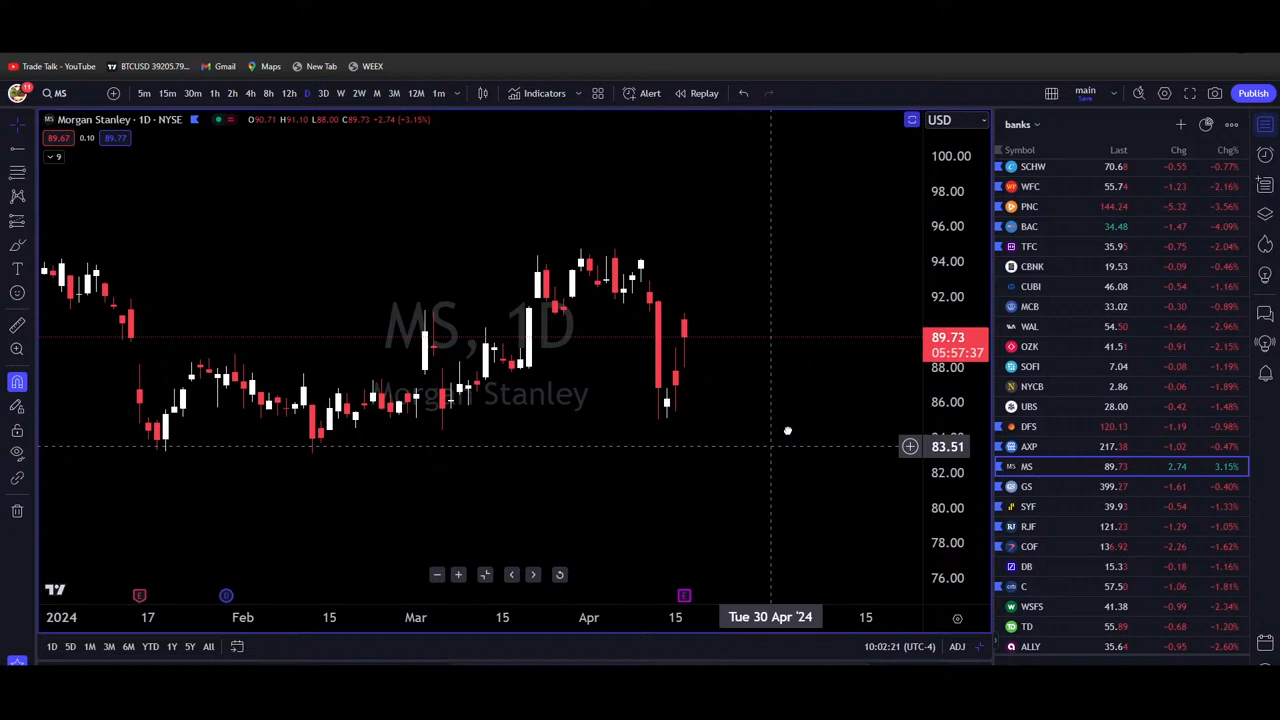 Trade Talk - YouTube BTCUSD 39205.79... Gmail Maps New Tab WEEX
11 MS 5m 15m 30m 1h 2h 4h 8h 12h D 3D W 2W M 3M 12M 1m Indicators Alert Replay main Save Publish
MS Morgan Stanley · 1D · NYSE O90.71 H91.10 L88.00 C89.73 +2.74 (+3.15%) USD
89.67 0.10 89.77
9
MS, 1D
Morgan Stanley
100.00
98.00
96.00
94.00
92.00
89.73
05:57:37
88.00
86.00
83.51
82.00
80.00
78.00
76.00
E D E
2024 17 Feb 15 Mar 15 Apr 15 Tue 30 Apr '24 15
1D 5D 1M 3M 6M YTD 1Y 5Y All 10:02:21 (UTC-4) ADJ
banks
Symbol Last Chg Chg%
SCHW 70.68 −0.55 −0.77%
WFC 55.74 −1.23 −2.16%
PNC 144.24 −5.32 −3.56%
BAC 34.48 −1.47 −4.09%
TFC 35.95 −0.75 −2.04%
CBNK 19.53 −0.09 −0.46%
CUBI 46.08 −0.54 −1.16%
MCB 33.02 −0.30 −0.89%
WAL 54.50 −1.66 −2.96%
OZK 41.51 −0.91 −2.15%
SOFI 7.04 −0.08 −1.19%
NYCB 2.86 −0.06 −1.89%
UBS 28.00 −0.42 −1.48%
DFS 120.13 −1.19 −0.98%
AXP 217.38 −1.02 −0.47%
MS MS 89.73 2.74 3.15%
GS 399.27 −1.61 −0.40%
SYF 39.93 −0.54 −1.33%
RJF 121.23 −1.29 −1.05%
COF 136.92 −2.26 −1.62%
DB 15.33 −0.18 −1.16%
C 57.50 −1.06 −1.81%
WSFS 41.38 −0.99 −2.34%
TD 55.89 −0.68 −1.20%
ALLY 35.64 −0.95 −2.60%